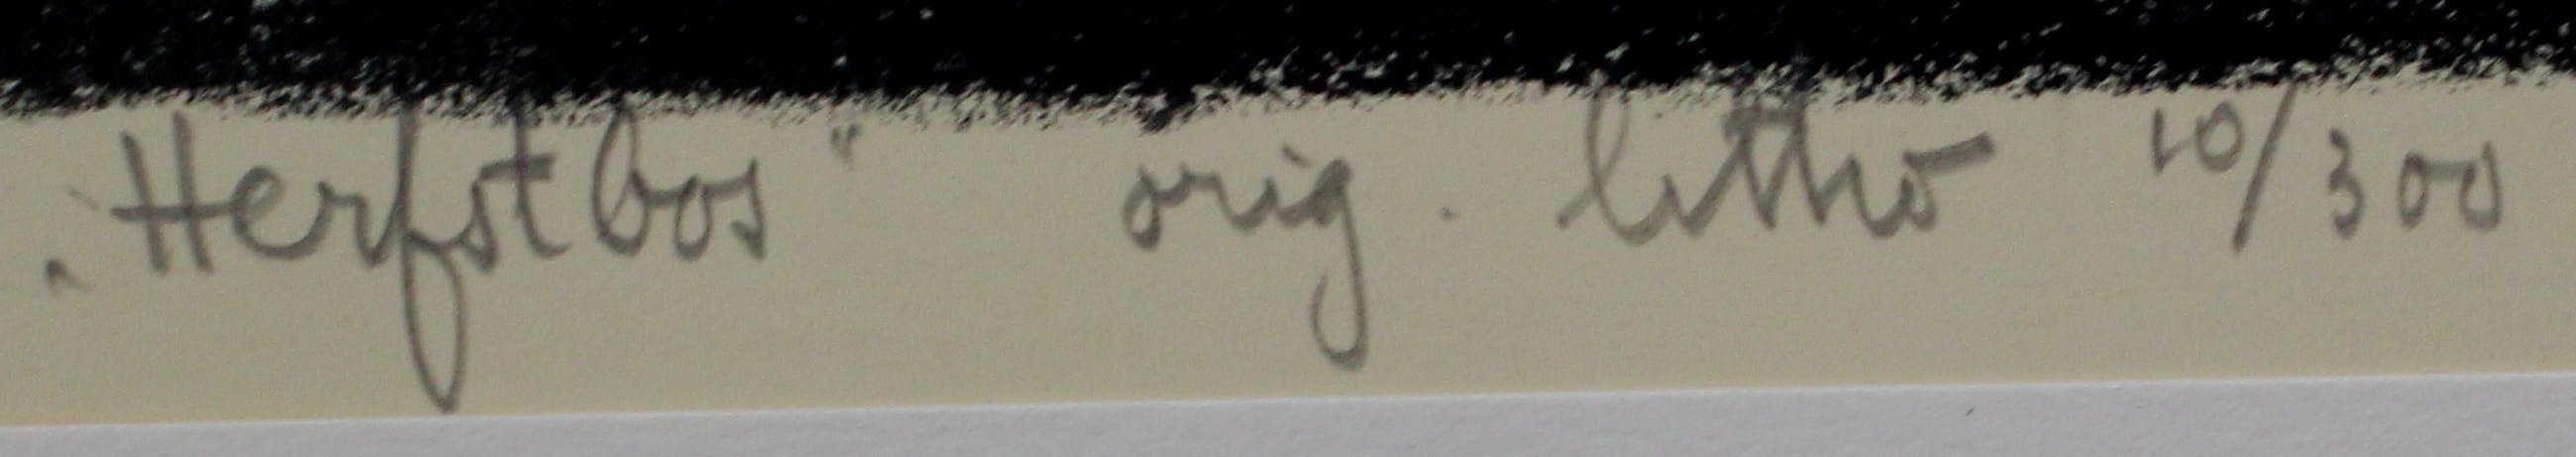 „Herfstbos" orig. litho 10/300